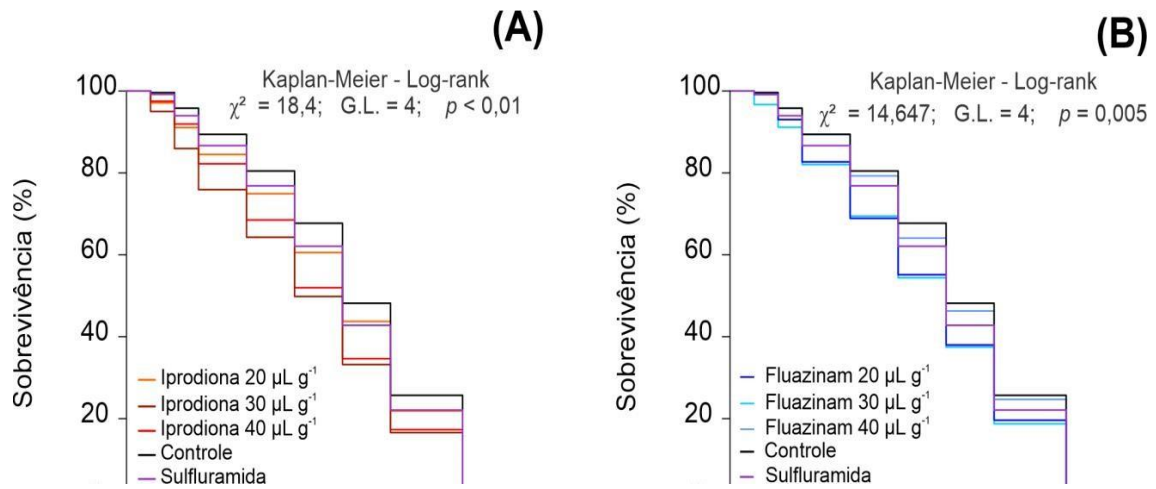 (A)
Kaplan-Meier - Log-rank
χ² = 18,4; G.L. = 4; p < 0,01
Sobrevivência (%)
100
80
60
40
20
Iprodiona 20 µL g⁻¹
Iprodiona 30 µL g⁻¹
Iprodiona 40 µL g⁻¹
Controle
Sulfluramida
(B)
Kaplan-Meier - Log-rank
χ² = 14,647; G.L. = 4; p = 0,005
Sobrevivência (%)
100
80
60
40
20
Fluazinam 20 µL g⁻¹
Fluazinam 30 µL g⁻¹
Fluazinam 40 µL g⁻¹
Controle
Sulfluramida